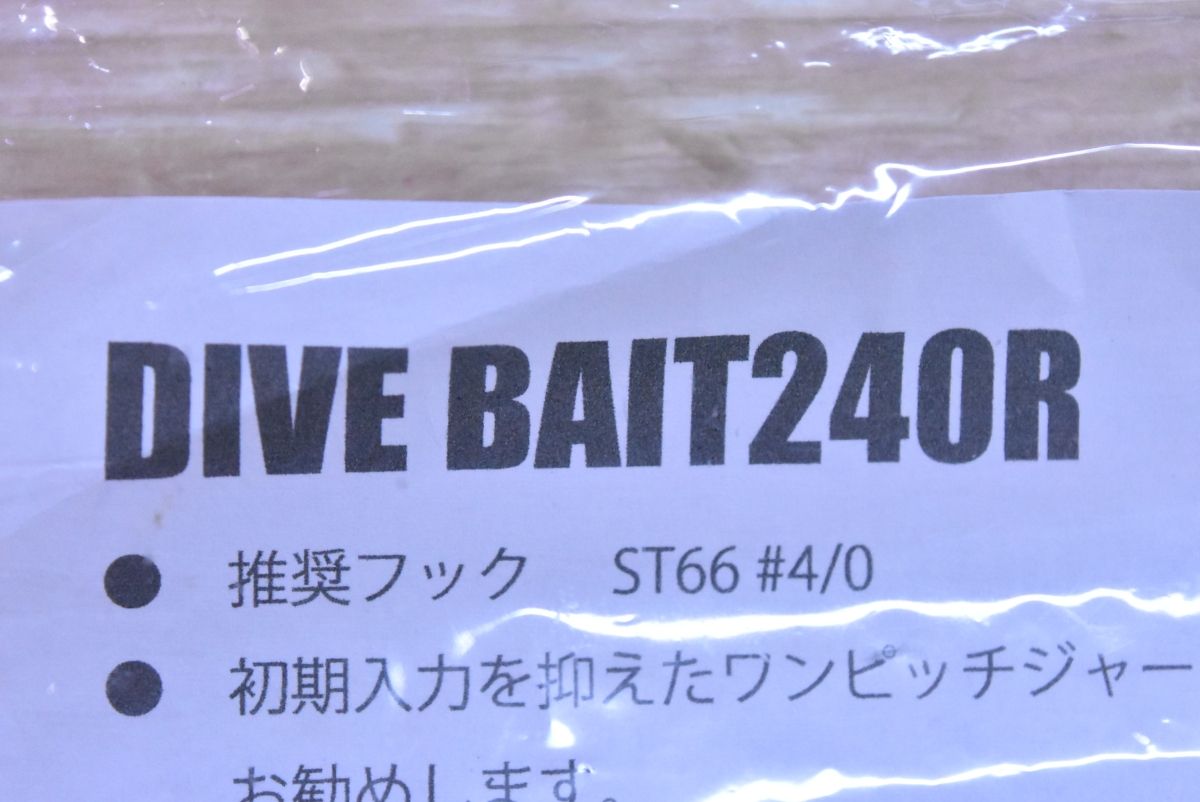 DIVE BAIT240R
● 推奨フック ST66 #4/0
● 初期入力を抑えたワンピッチジャー
お勧めします。